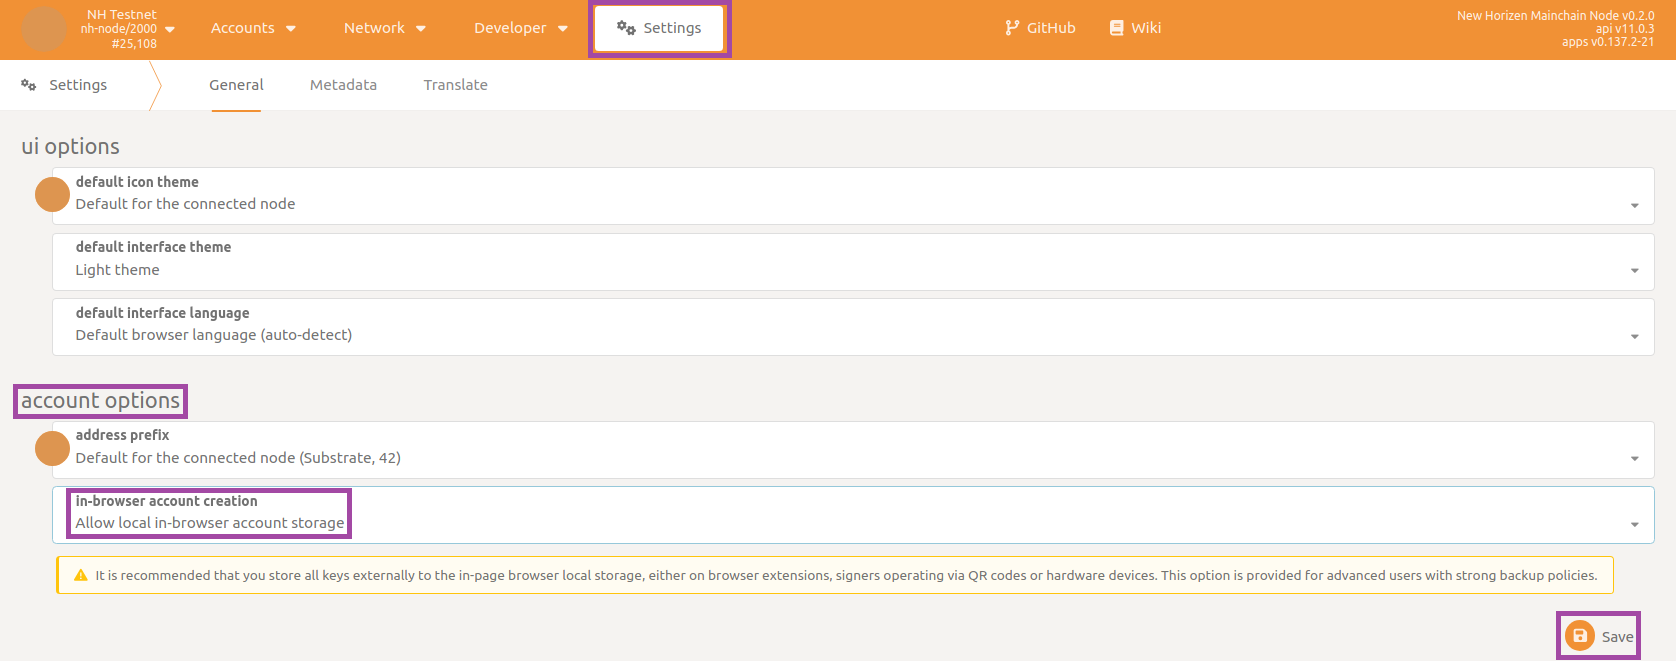 NH Testnet
nh-node/2000
#25,108
Accounts
Network
Developer
Settings
GitHub
Wiki
New Horizen Mainchain Node v0.2.0
api v11.0.3
apps v0.137.2-21
Settings
General
Metadata
Translate
ui options
default icon theme
Default for the connected node
default interface theme
Light theme
default interface language
Default browser language (auto-detect)
account options
address prefix
Default for the connected node (Substrate, 42)
in-browser account creation
Allow local in-browser account storage
It is recommended that you store all keys externally to the in-page browser local storage, either on browser extensions, signers operating via QR codes or hardware devices. This option is provided for advanced users with strong backup policies.
Save